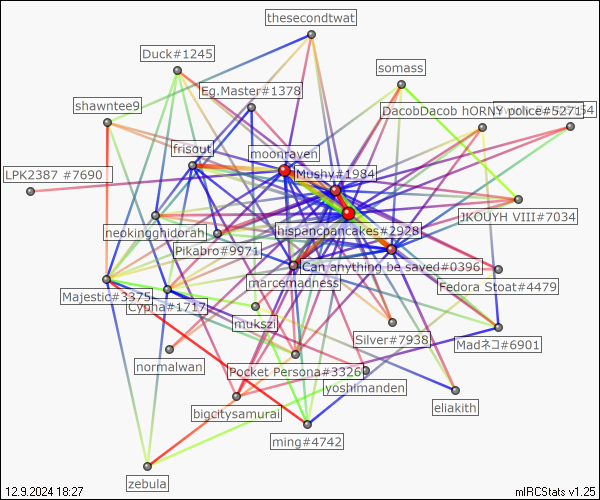 thesecondtwat
Duck#1245
somass
Eg.Master#1378
shawntee9
DacobDacob hORNY police#5271
54
frisout
moonraven
LPK2387 #7690
Mushy#1984
JKOUYH VIII#7034
neokingghidorah
hispancpancakes#2928
Pikabro#9971
Can anything be saved#0396
marcemadness
Fedora Stoat#4479
Majestic#3375
Cypha#1717
mukszi
Silver#7938
Madネコ#6901
normalwan
Pocket Persona#3326
yoshimanden
eliakith
bigcitysamurai
ming#4742
zebula
12.9.2024 18:27
mIRCStats v1.25